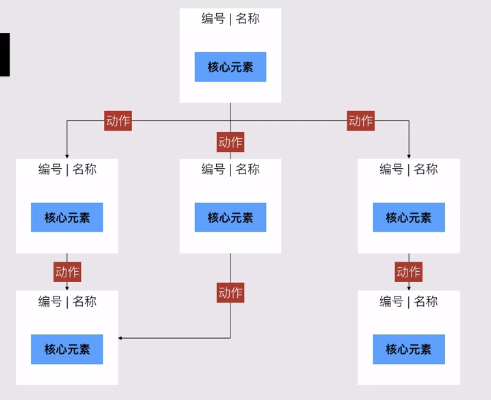 编号 | 名称
核心元素
动作
动作
动作
编号 | 名称
编号 | 名称
编号 | 名称
核心元素
核心元素
核心元素
动作
动作
动作
编号 | 名称
编号 | 名称
核心元素
核心元素